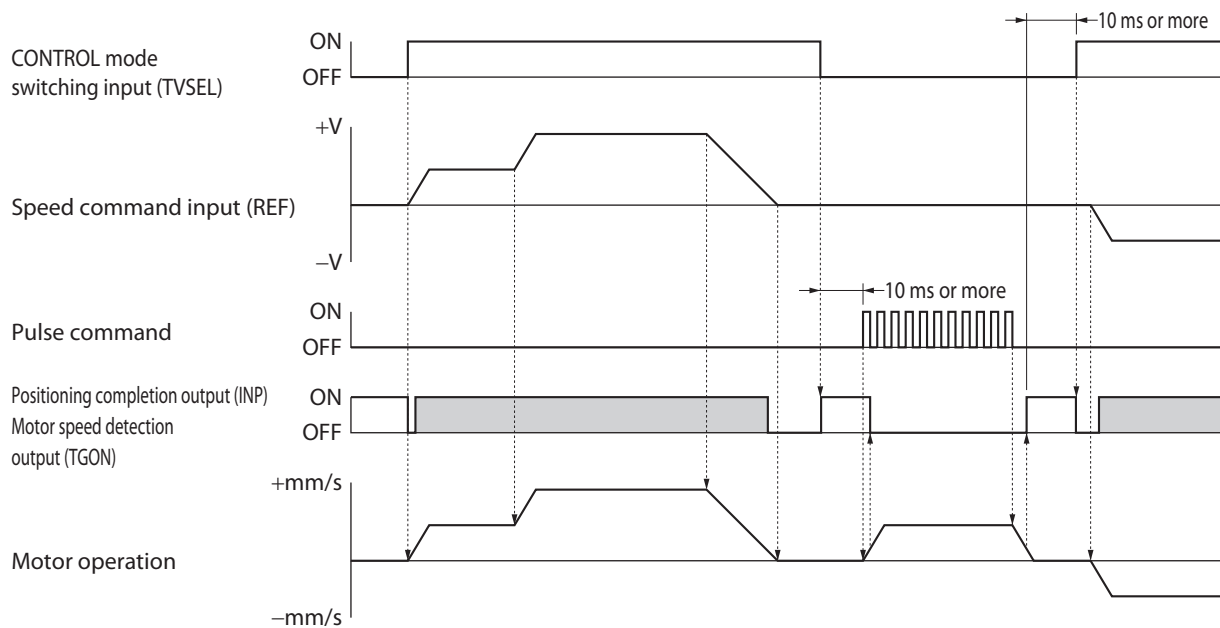 10 ms or more
CONTROL mode
switching input (TVSEL)
ON
OFF
+V
Speed command input (REF)
−V
10 ms or more
Pulse command
ON
OFF
Positioning completion output (INP)
Motor speed detection
output (TGON)
ON
OFF
+mm/s
Motor operation
−mm/s